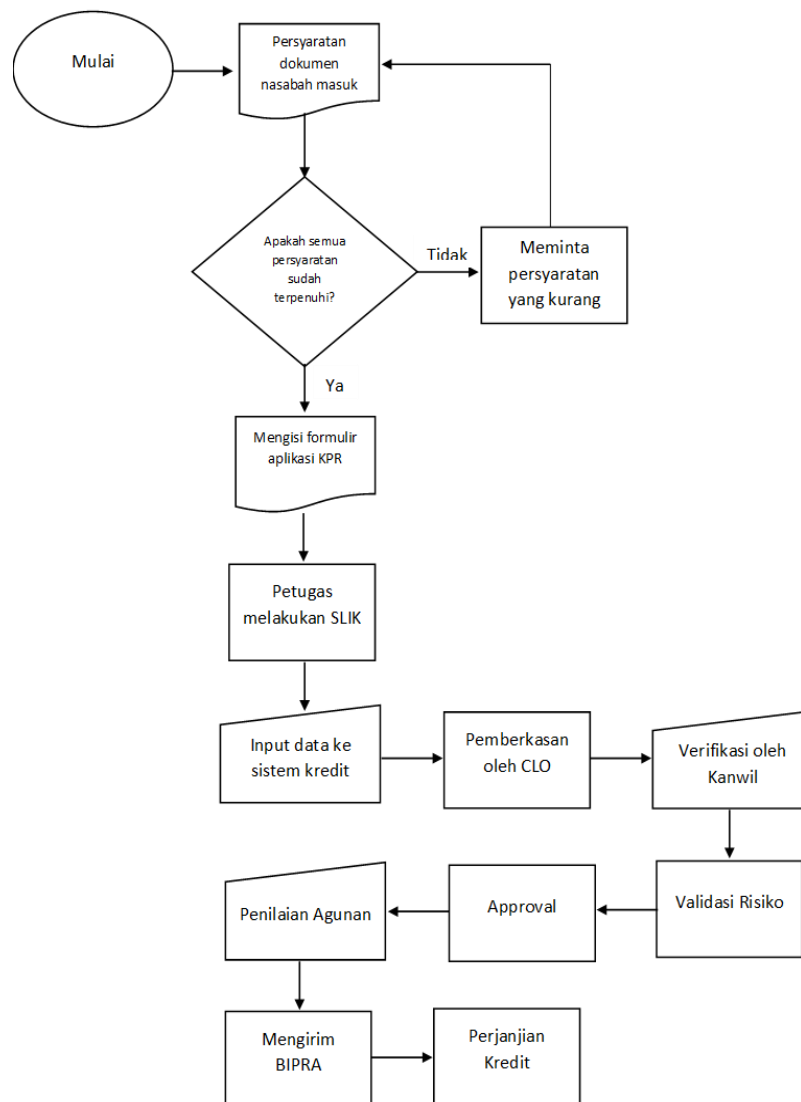 Mulai
Persyaratan
dokumen
nasabah masuk
Apakah semua
persyaratan
sudah
terpenuhi?
Tidak
Meminta
persyaratan
yang kurang
Ya
Mengisi formulir
aplikasi KPR
Petugas
melakukan SLIK
Input data ke
sistem kredit
Pemberkasan
oleh CLO
Verifikasi oleh
Kanwil
Penilaian Agunan
Approval
Validasi Risiko
Mengirim
BIPRA
Perjanjian
Kredit